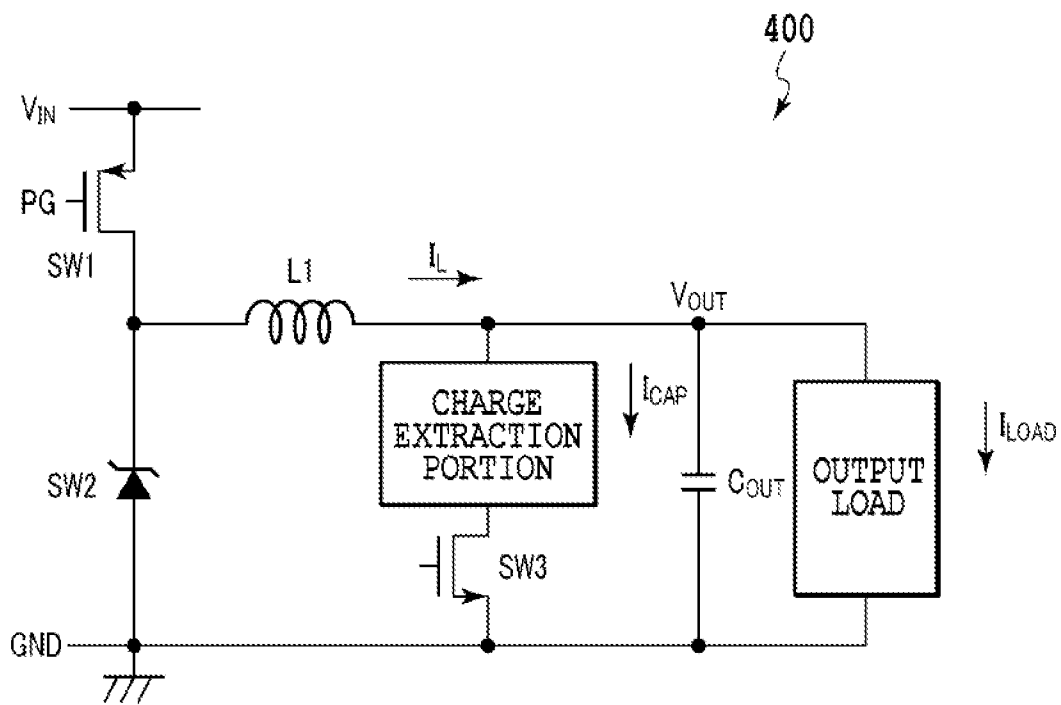 400
VIN
PG
SW1
L1
IL
VOUT
CHARGE
EXTRACTION
PORTION
ICAP
ILOAD
SW2
COUT
OUTPUT
LOAD
SW3
GND